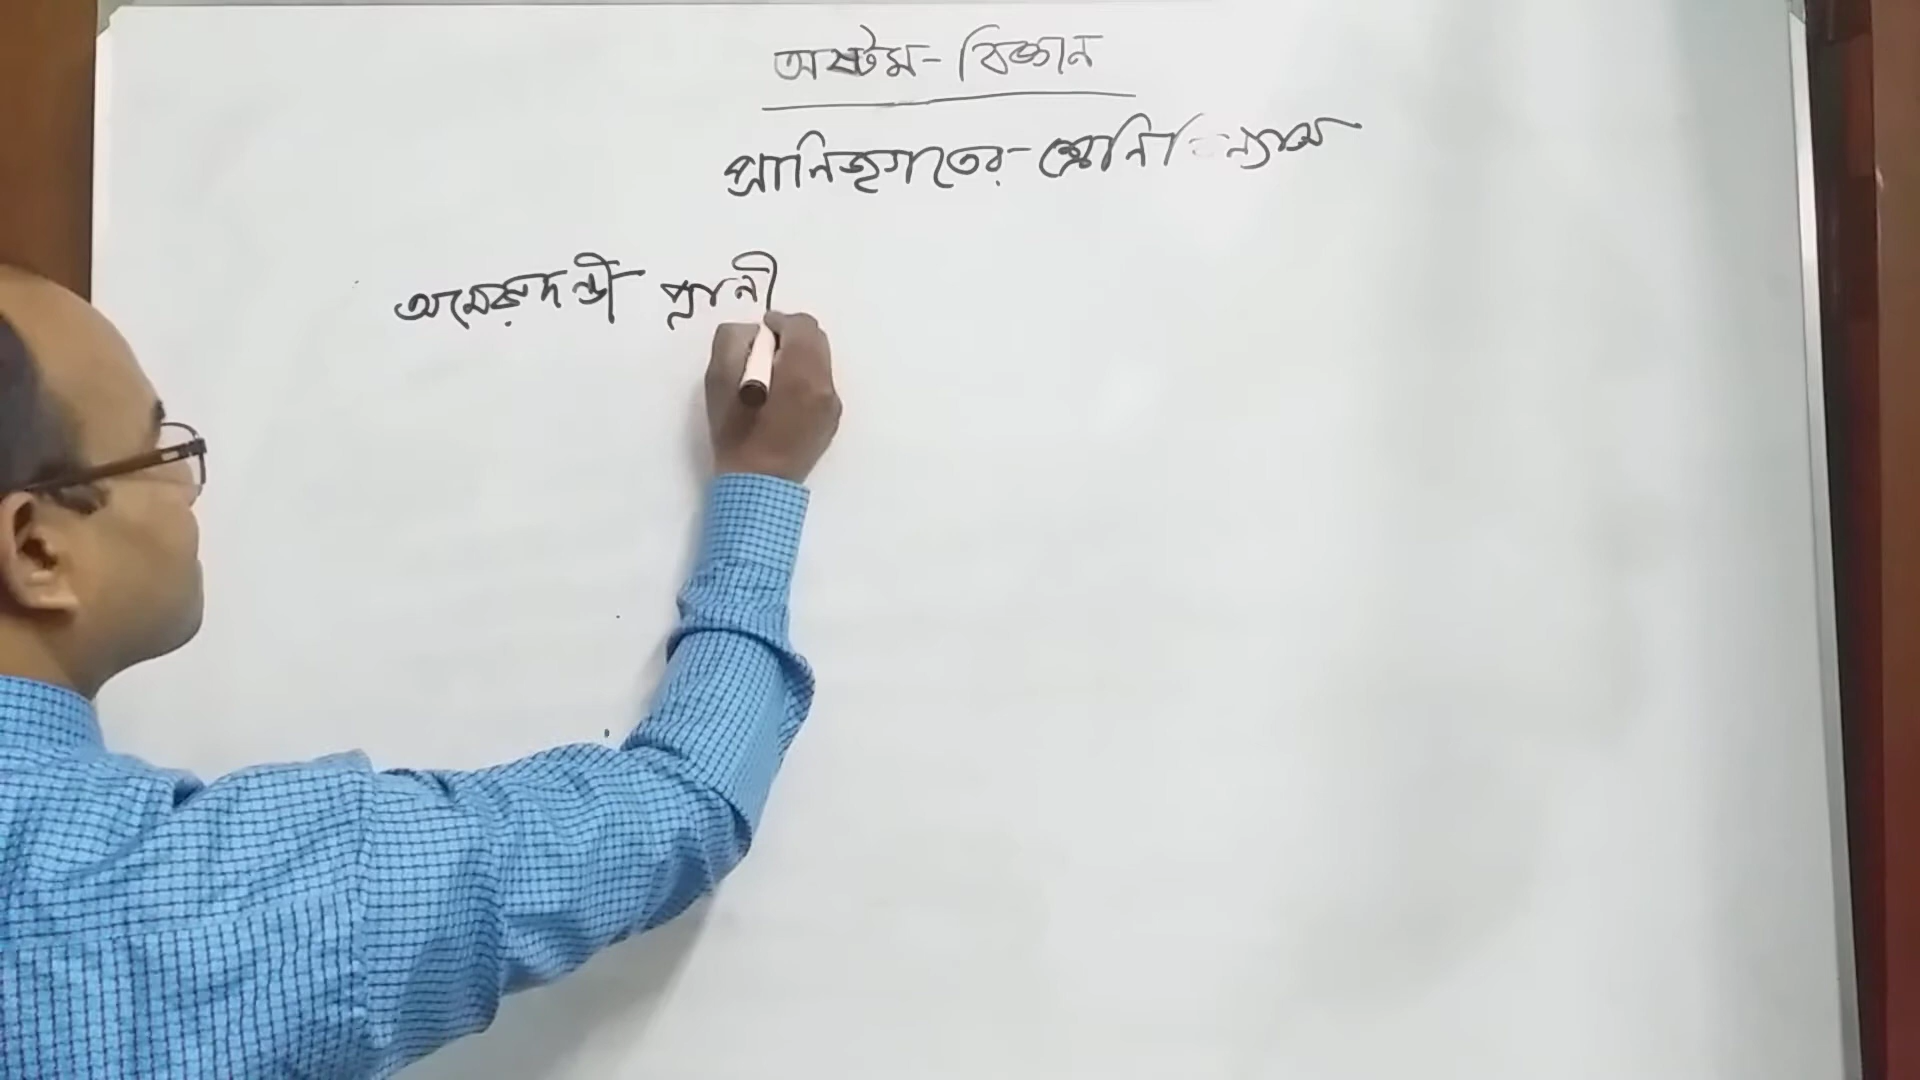 অষ্টম - বিজ্ঞান
প্রানিজগতের - শ্রেনিবিন্যাস
অমেরুদন্ডী প্রানী